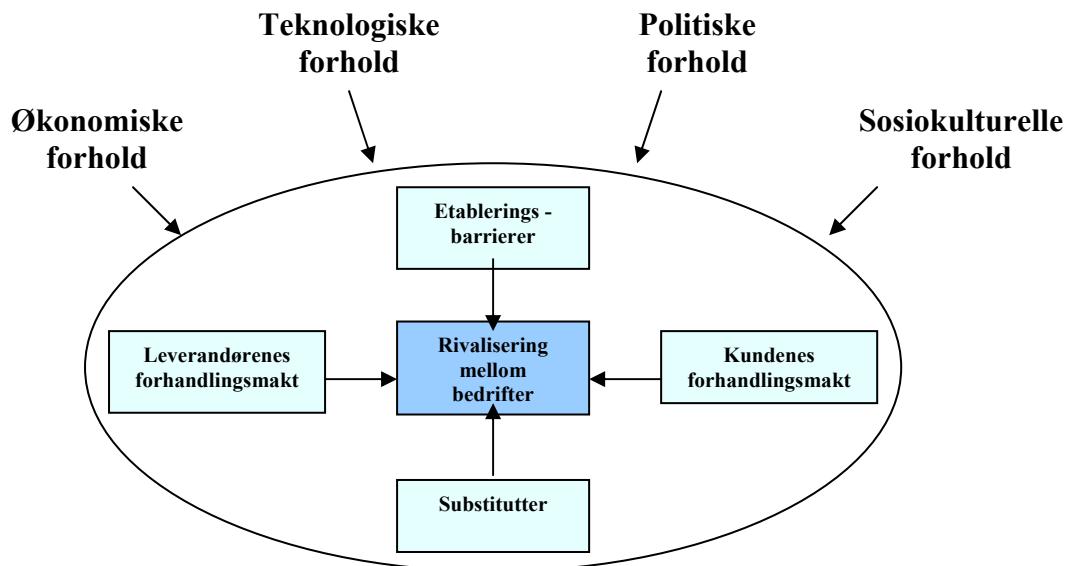 Teknologiske
forhold
Politiske
forhold
Økonomiske
forhold
Sosiokulturelle
forhold
Etablerings -
barrierer
Leverandørenes
forhandlingsmakt
Rivalisering
mellom
bedrifter
Kundenes
forhandlingsmakt
Substitutter